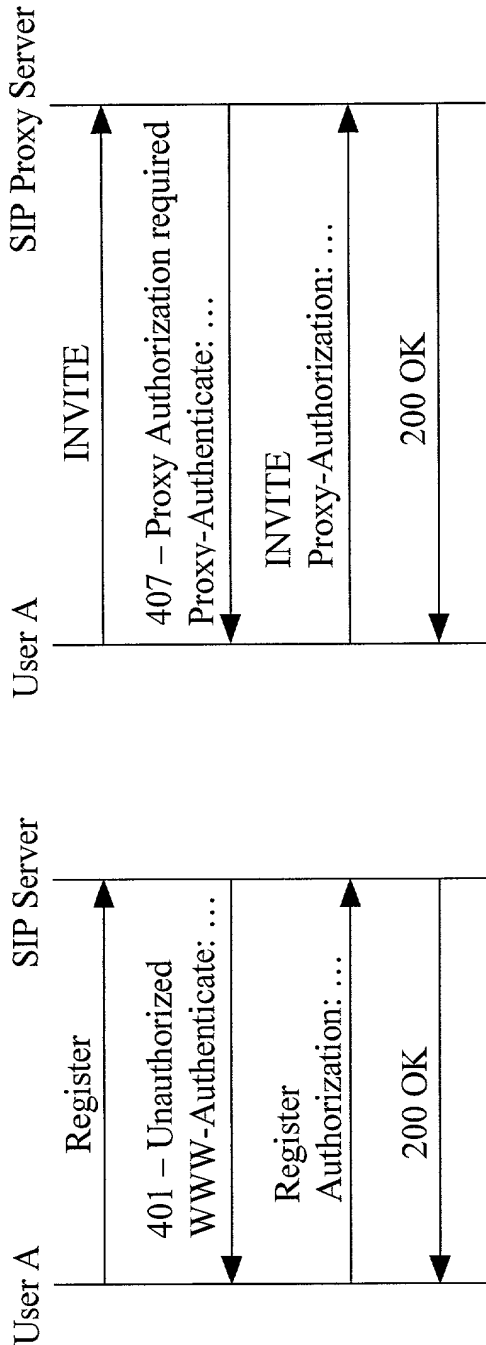 User A
SIP Server
Register
401 – Unauthorized
WWW-Authenticate: ...
Register
Authorization: ...
200 OK
User A
SIP Proxy Server
INVITE
407 – Proxy Authorization required
Proxy-Authenticate: ...
INVITE
Proxy-Authorization: ...
200 OK